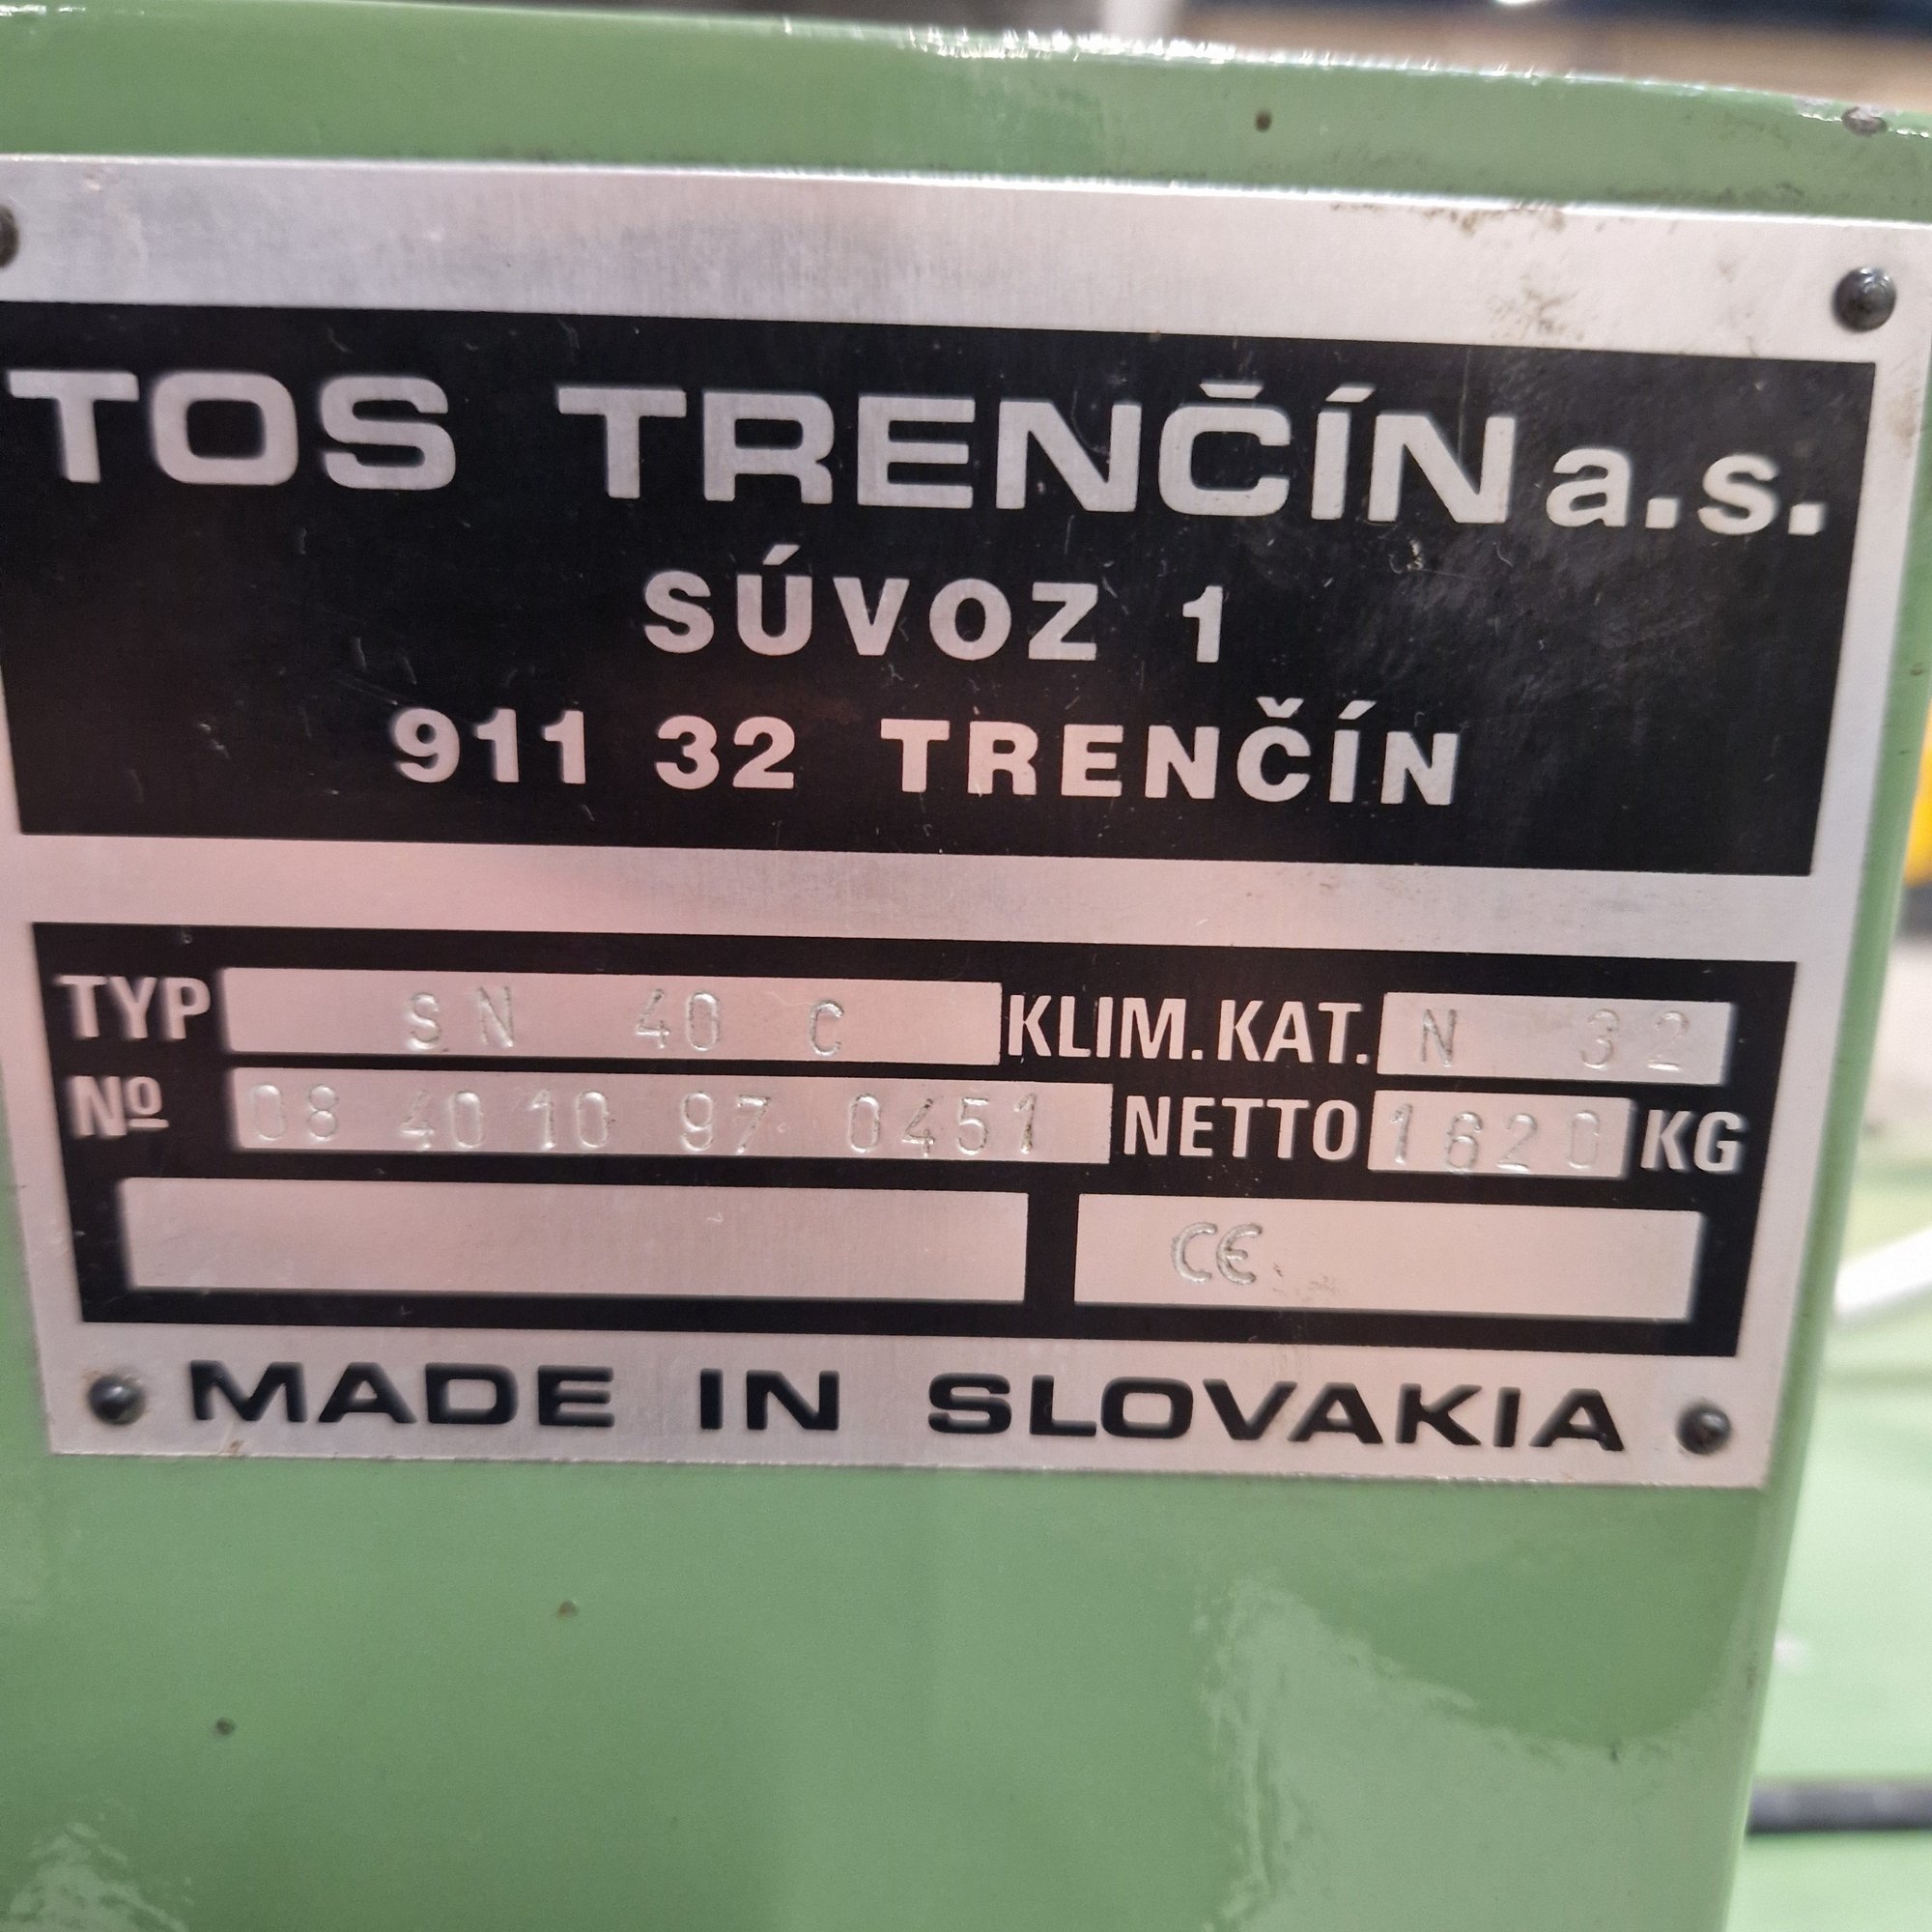 TOS TRENČÍN a.s.
SÚVOZ 1
911 32 TRENČÍN
TYP SN 40 C KLIM.KAT. N 32
Nº 08 40 10 97 0451 NETTO 1620 KG
CE
MADE IN SLOVAKIA